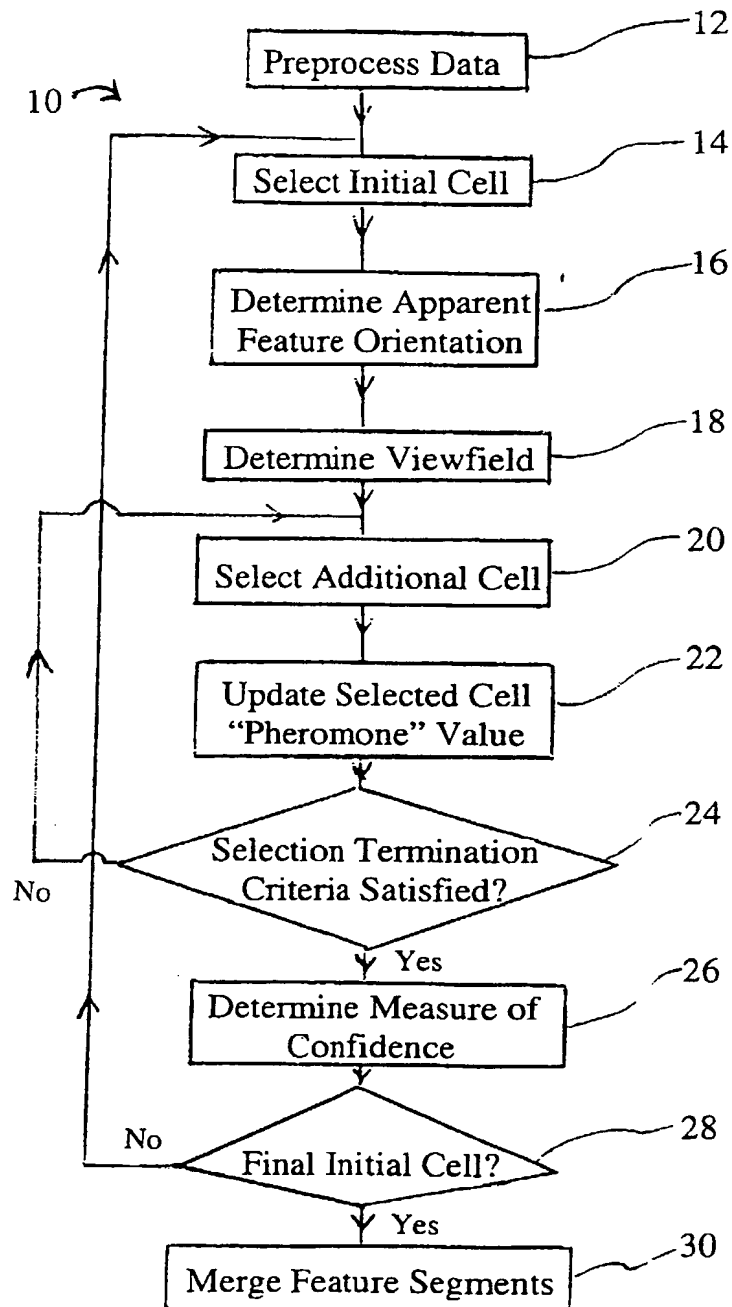 12
Preprocess Data
10
14
Select Initial Cell
16
Determine Apparent
Feature Orientation
18
Determine Viewfield
20
Select Additional Cell
22
Update Selected Cell
“Pheromone” Value
24
Selection Termination
Criteria Satisfied?
No
Yes
26
Determine Measure of
Confidence
No
28
Final Initial Cell?
Yes
30
Merge Feature Segments